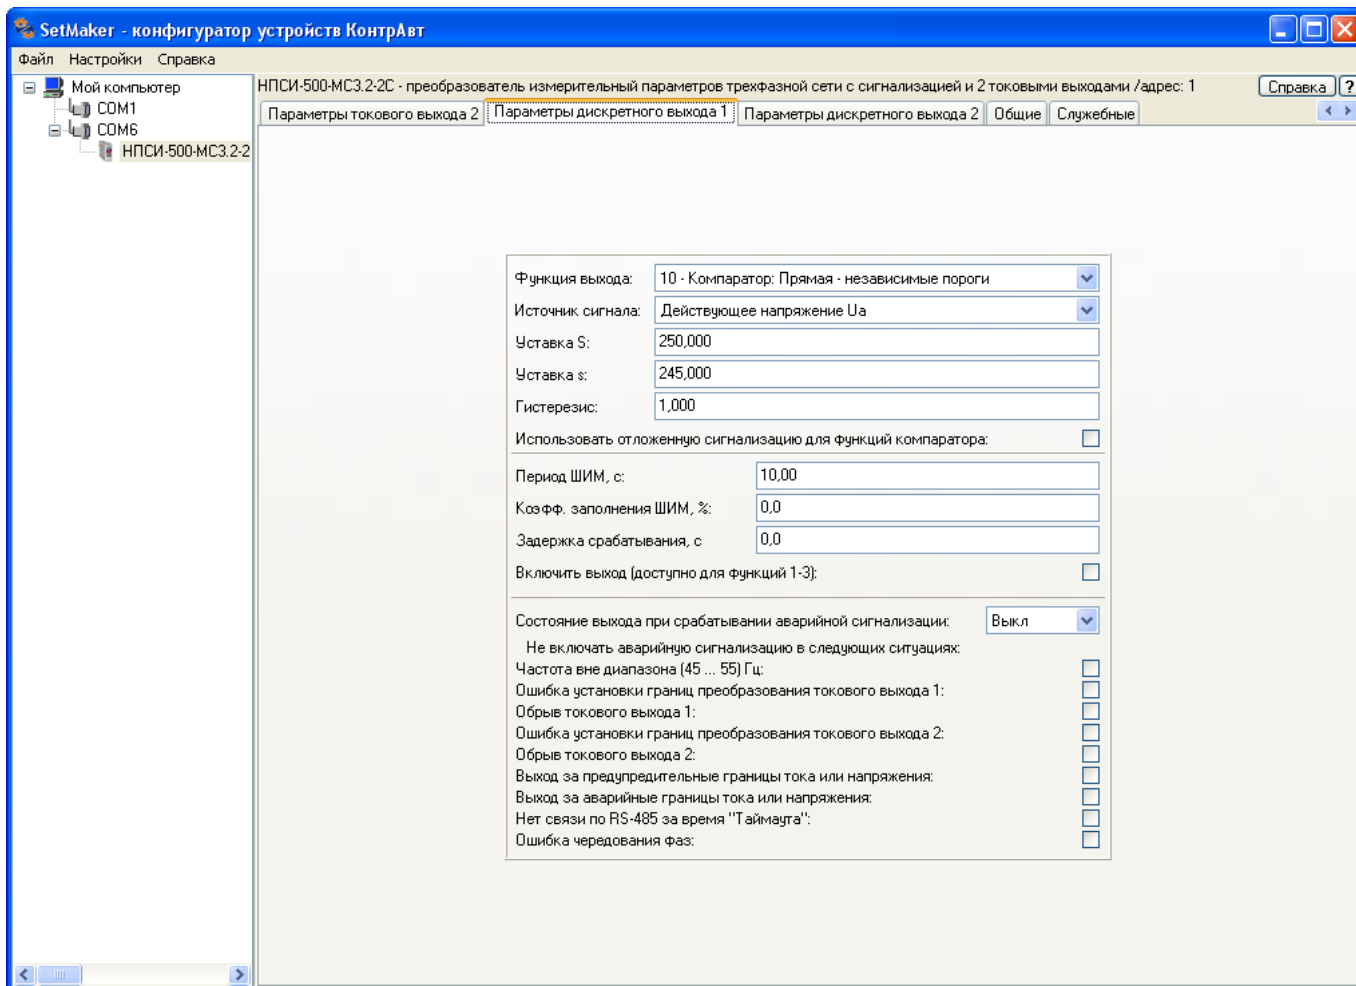 SetMaker - конфигуратор устройств КонтрАвт
Файл Настройки Справка
Мой компьютер
COM1
COM6
НПСИ-500-МС3.2-2
НПСИ-500-МС3.2-2С - преобразователь измерительный параметров трехфазной сети с сигнализацией и 2 токовыми выходами /адрес: 1
Справка ?
Параметры токового выхода 2 Параметры дискретного выхода 1 Параметры дискретного выхода 2 Общие Служебные
Функция выхода: 10 - Компаратор: Прямая - независимые пороги
Источник сигнала: Действующее напряжение Ua
Уставка S: 250,000
Уставка s: 245,000
Гистерезис: 1,000
Использовать отложенную сигнализацию для функций компаратора:
Период ШИМ, с: 10,00
Коэфф. заполнения ШИМ, %: 0,0
Задержка срабатывания, с 0,0
Включить выход (доступно для функций 1-3):
Состояние выхода при срабатывании аварийной сигнализации: Выкл
Не включать аварийную сигнализацию в следующих ситуациях:
Частота вне диапазона (45 ... 55) Гц:
Ошибка установки границ преобразования токового выхода 1:
Обрыв токового выхода 1:
Ошибка установки границ преобразования токового выхода 2:
Обрыв токового выхода 2:
Выход за предупредительные границы тока или напряжения:
Выход за аварийные границы тока или напряжения:
Нет связи по RS-485 за время "Таймаута":
Ошибка чередования фаз: